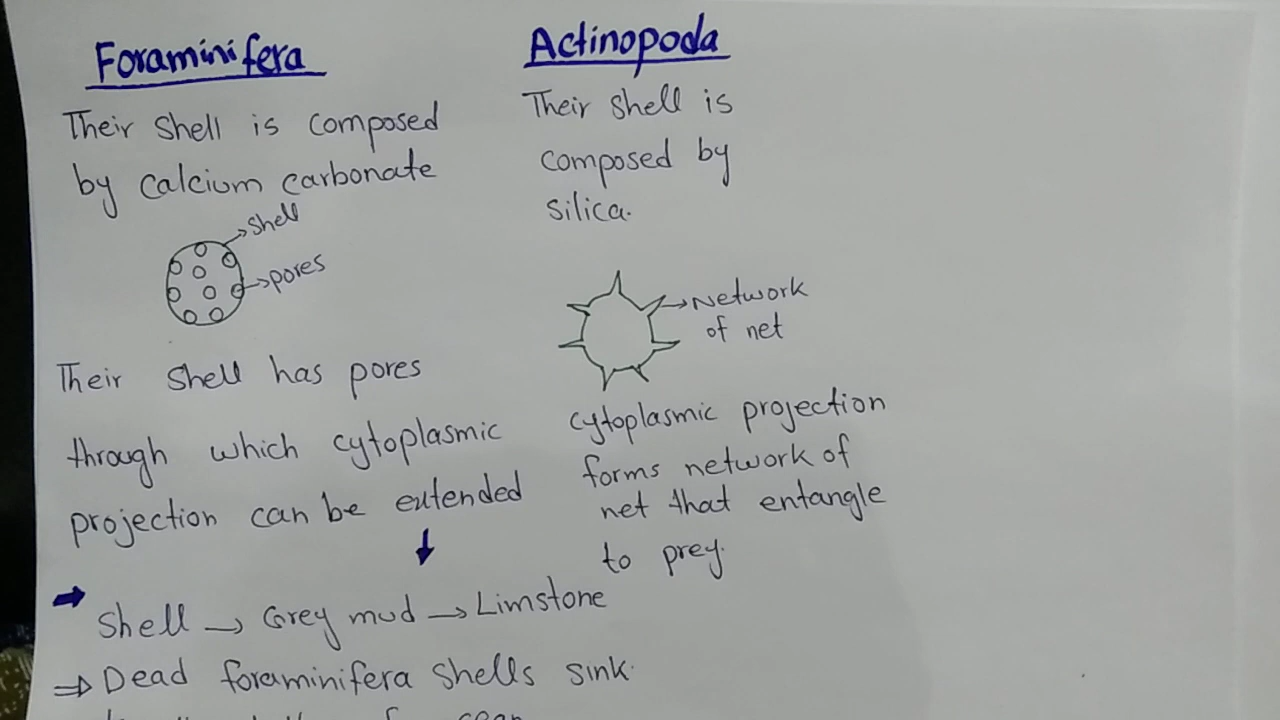 Foraminifera
Their Shell is composed
by calcium carbonate
Shell
pores
Their shell has pores
through which cytoplasmic
projection can be extended
Shell → Grey mud → Limstone
⇒ Dead foraminifera shells sink
Actinopoda
Their shell is
composed by
silica.
Network
of net
cytoplasmic projection
forms network of
net that entangle
to prey.